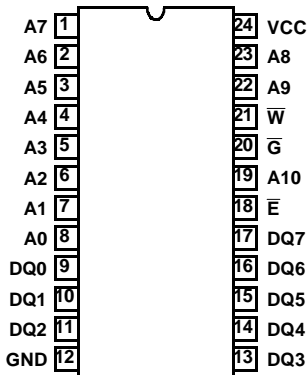 A7 1 24 VCC
A6 2 23 A8
A5 3 22 A9
A4 4 21 W̅
A3 5 20 G̅
A2 6 19 A10
A1 7 18 E̅
A0 8 17 DQ7
DQ0 9 16 DQ6
DQ1 10 15 DQ5
DQ2 11 14 DQ4
GND 12 13 DQ3